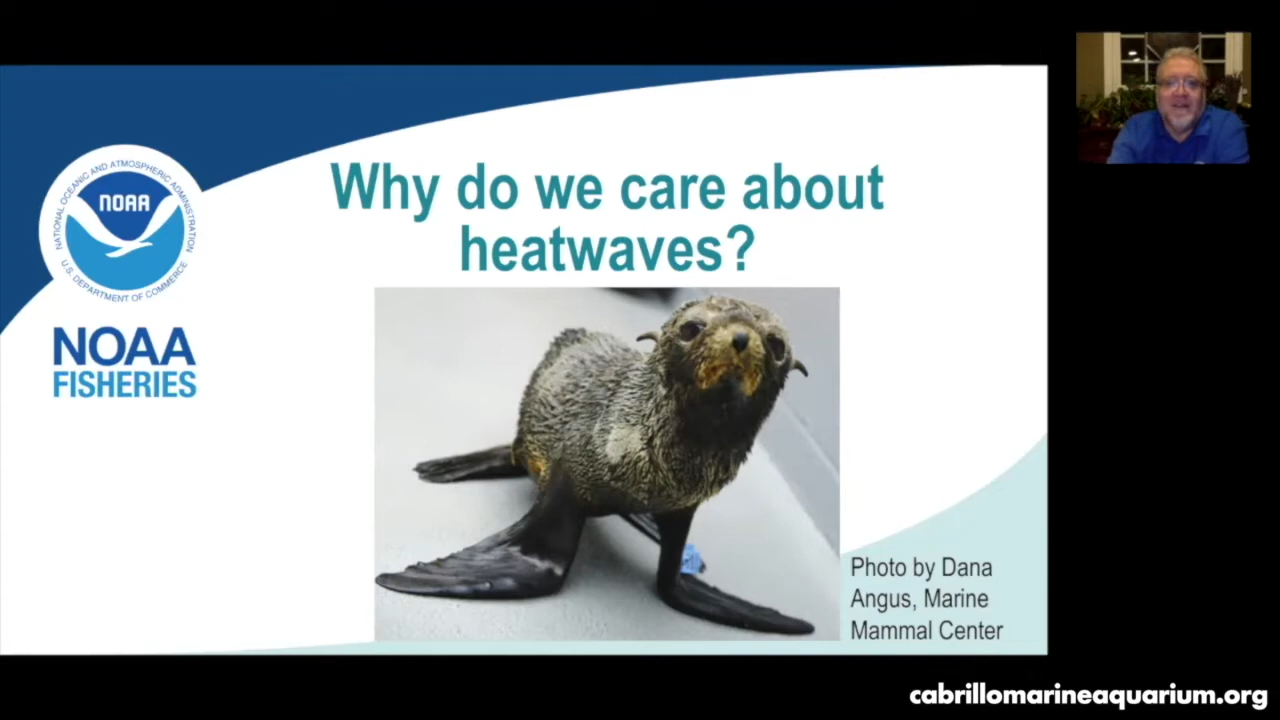 Why do we care about
heatwaves?
NATIONAL OCEANIC AND ATMOSPHERIC ADMINISTRATION
NOAA
U.S. DEPARTMENT OF COMMERCE
NOAA
FISHERIES
Photo by Dana
Angus, Marine
Mammal Center
cabrillomarineaquarium.org